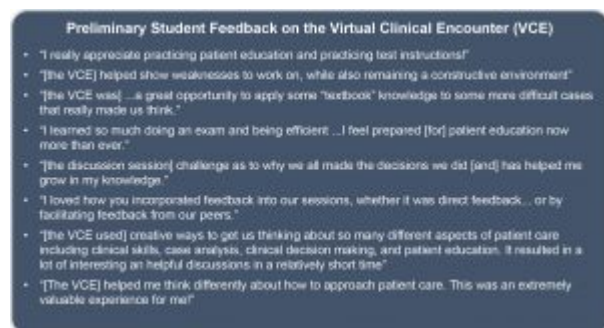 Preliminary Student Feedback on the Virtual Clinical Encounter (VCE)
• "I really appreciate practicing patient education and practicing test instructions!"
• "[the VCE] helped show weaknesses to work on, while also remaining a constructive environment"
• "[the VCE was] ...a great opportunity to apply some "textbook" knowledge to some more difficult cases
that really made us think."
• "I learned so much doing an exam and being efficient ...I feel prepared [for] patient education now
more than ever."
• "[the discussion session] challenge as to why we all made the decisions we did [and] has helped me
grow in my knowledge."
• "I loved how you incorporated feedback into our sessions, whether it was direct feedback... or by
facilitating feedback from our peers."
• "[the VCE used] creative ways to get us thinking about so many different aspects of patient care
including clinical skills, case analysis, clinical decision making, and patient education. It resulted in a
lot of interesting an helpful discussions in a relatively short time"
• "[The VCE] helped me think differently about how to approach patient care. This was an extremely
valuable experience for me!"